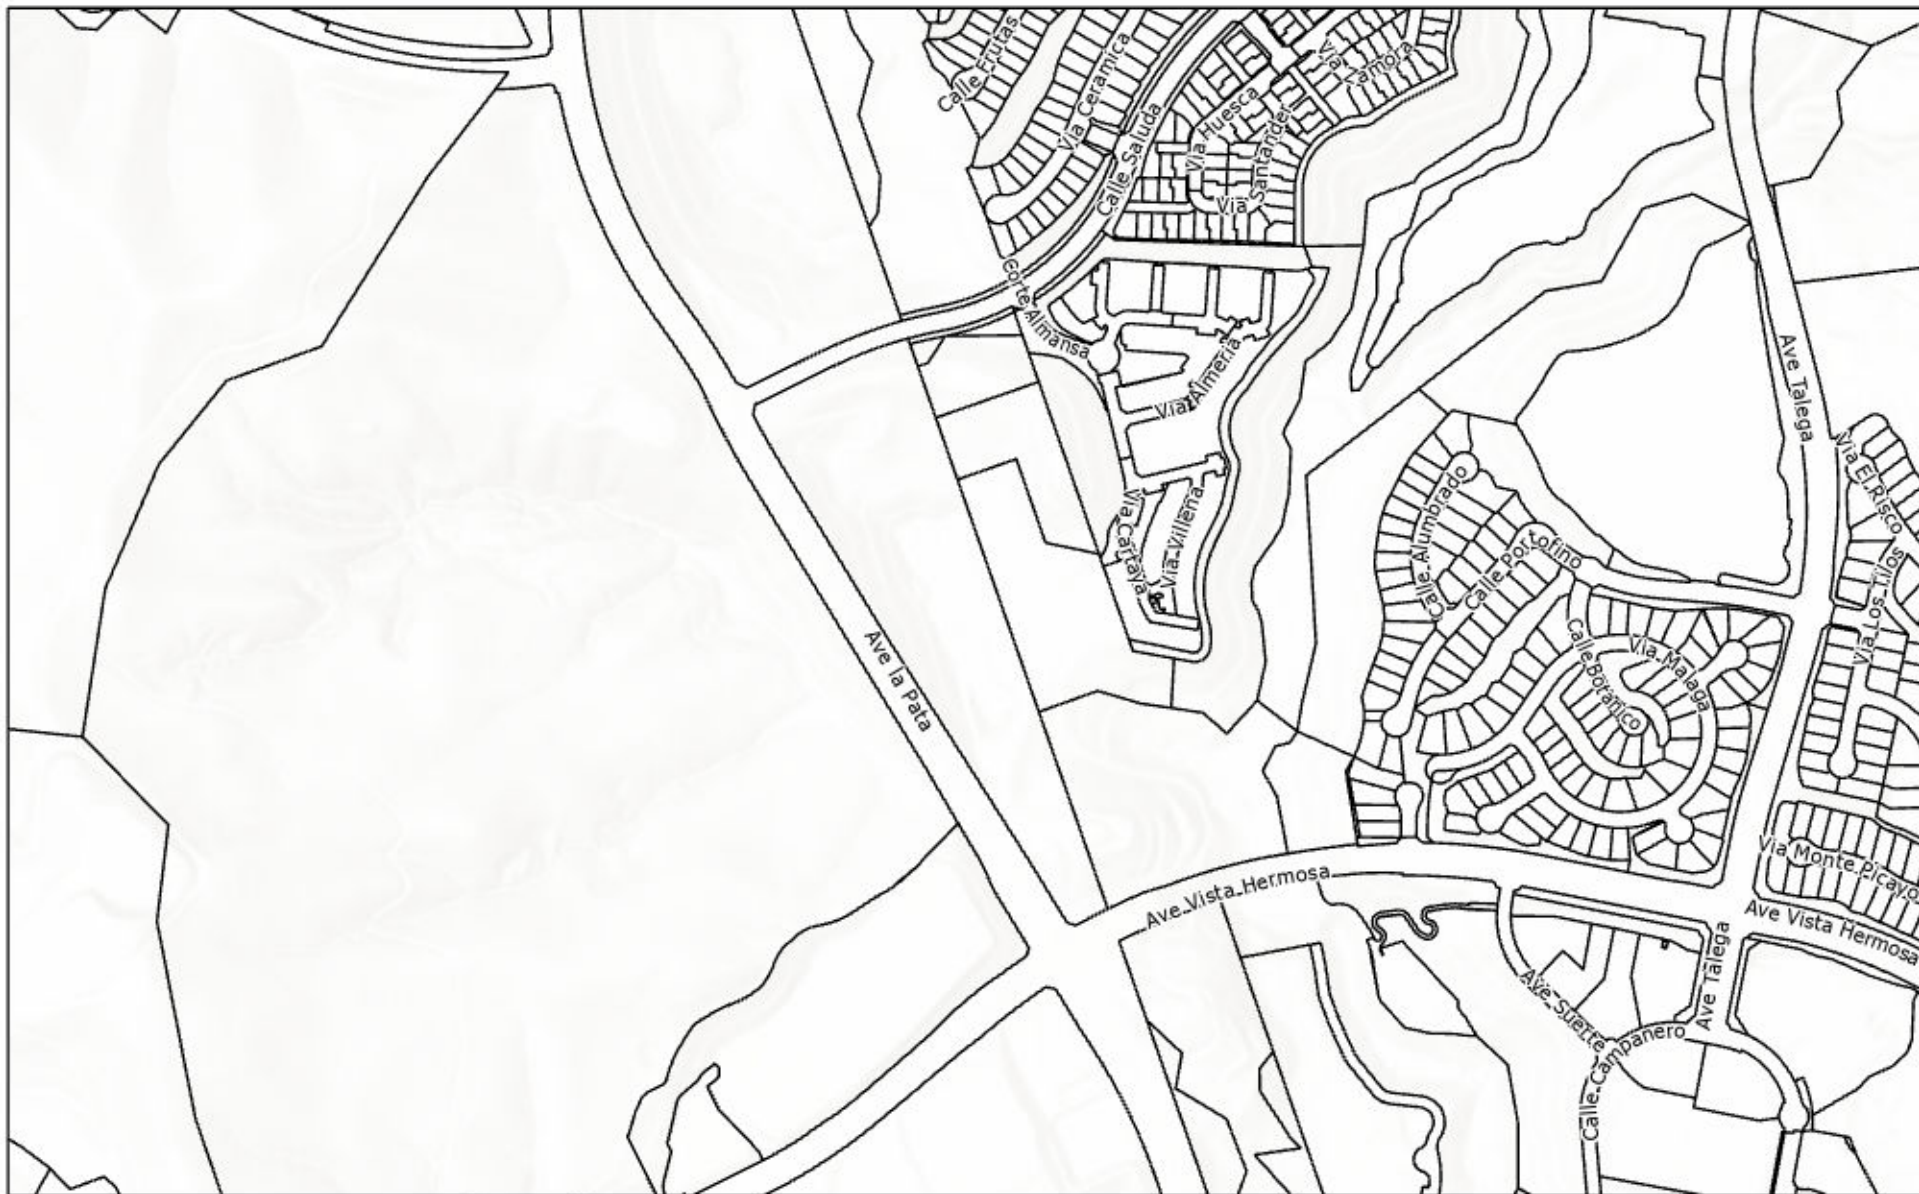 Calle Frutas
Via Ceramica
Via Zamora
Via Huesca
Calle Saluda
Via Santander
Corte Almansa
Via Almeria
Ave Talega
Via El Risco
Calle Alumbrado
Via Cartaya
Via Villena
Calle Portofino
Via Los Tilos
Ave la Pata
Calle Botanico
Via Malaga
Via Monte Picayo
Ave Vista Hermosa
Ave Vista Hermosa
Ave Talega
Ave Suerte
Calle Campanero